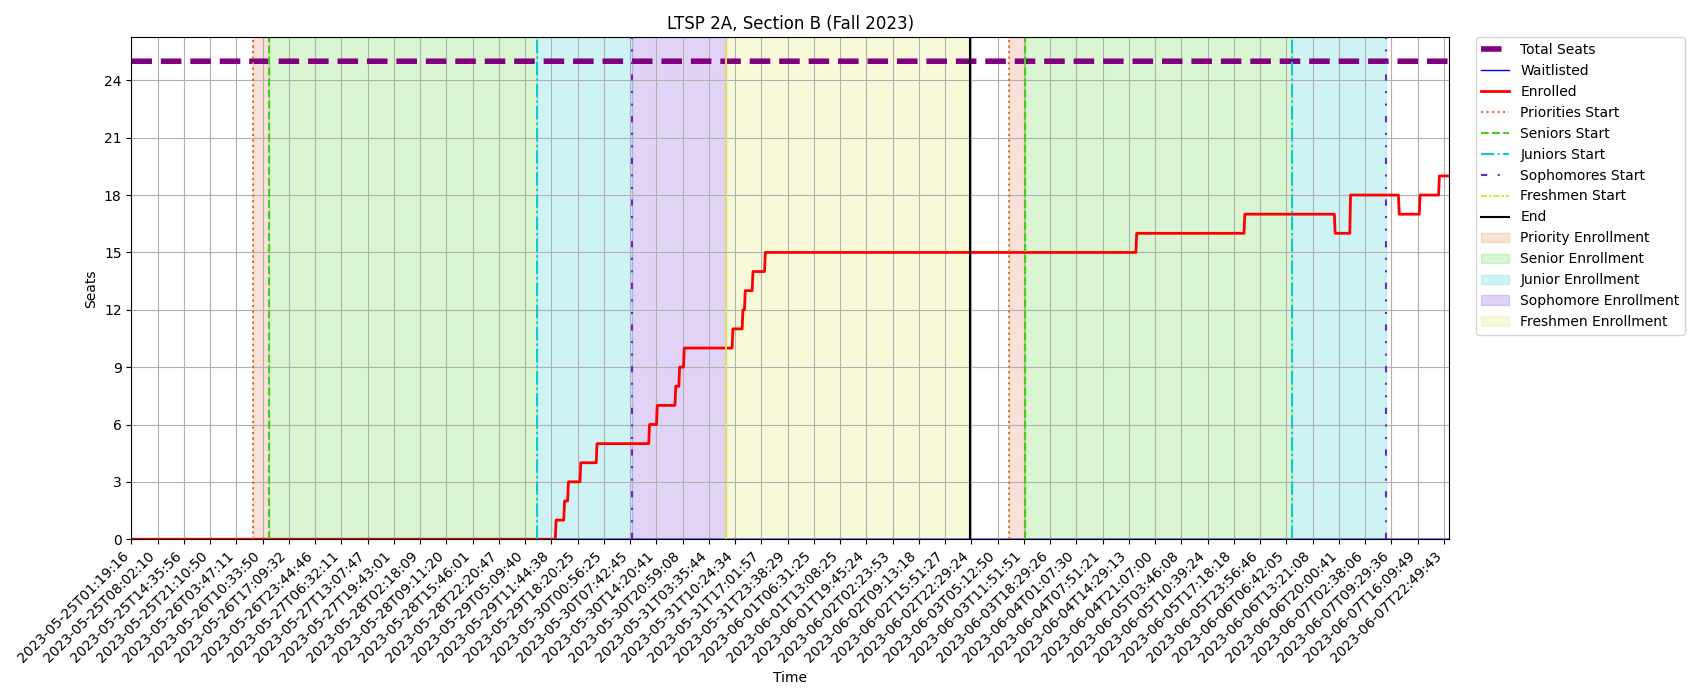 LTSP 2A, Section B (Fall 2023)
Seats
24
21
18
15
12
9
6
3
0
2023-05-25T01:19:16
2023-05-25T08:02:10
2023-05-25T14:35:56
2023-05-25T21:10:50
2023-05-26T03:47:11
2023-05-26T10:33:50
2023-05-26T17:09:32
2023-05-26T23:44:46
2023-05-27T06:32:11
2023-05-27T13:07:47
2023-05-27T19:43:01
2023-05-28T02:18:09
2023-05-28T09:11:20
2023-05-28T15:46:01
2023-05-28T22:20:47
2023-05-29T05:09:40
2023-05-29T11:44:38
2023-05-29T18:20:25
2023-05-30T00:56:25
2023-05-30T07:42:45
2023-05-30T14:20:41
2023-05-30T20:59:08
2023-05-31T03:35:44
2023-05-31T10:24:34
2023-05-31T17:01:57
2023-05-31T23:38:29
2023-06-01T06:31:25
2023-06-01T13:08:25
2023-06-01T19:45:24
2023-06-02T02:23:53
2023-06-02T09:13:18
2023-06-02T15:51:27
2023-06-02T22:29:24
2023-06-03T05:12:50
2023-06-03T11:51:51
2023-06-03T18:29:26
2023-06-04T01:07:30
2023-06-04T07:51:21
2023-06-04T14:29:13
2023-06-04T21:07:00
2023-06-05T03:46:08
2023-06-05T10:39:24
2023-06-05T17:18:18
2023-06-05T23:56:46
2023-06-06T06:42:05
2023-06-06T13:21:08
2023-06-06T20:00:41
2023-06-07T02:38:06
2023-06-07T09:29:36
2023-06-07T16:09:49
2023-06-07T22:49:43
Time
Total Seats
Waitlisted
Enrolled
Priorities Start
Seniors Start
Juniors Start
Sophomores Start
Freshmen Start
End
Priority Enrollment
Senior Enrollment
Junior Enrollment
Sophomore Enrollment
Freshmen Enrollment